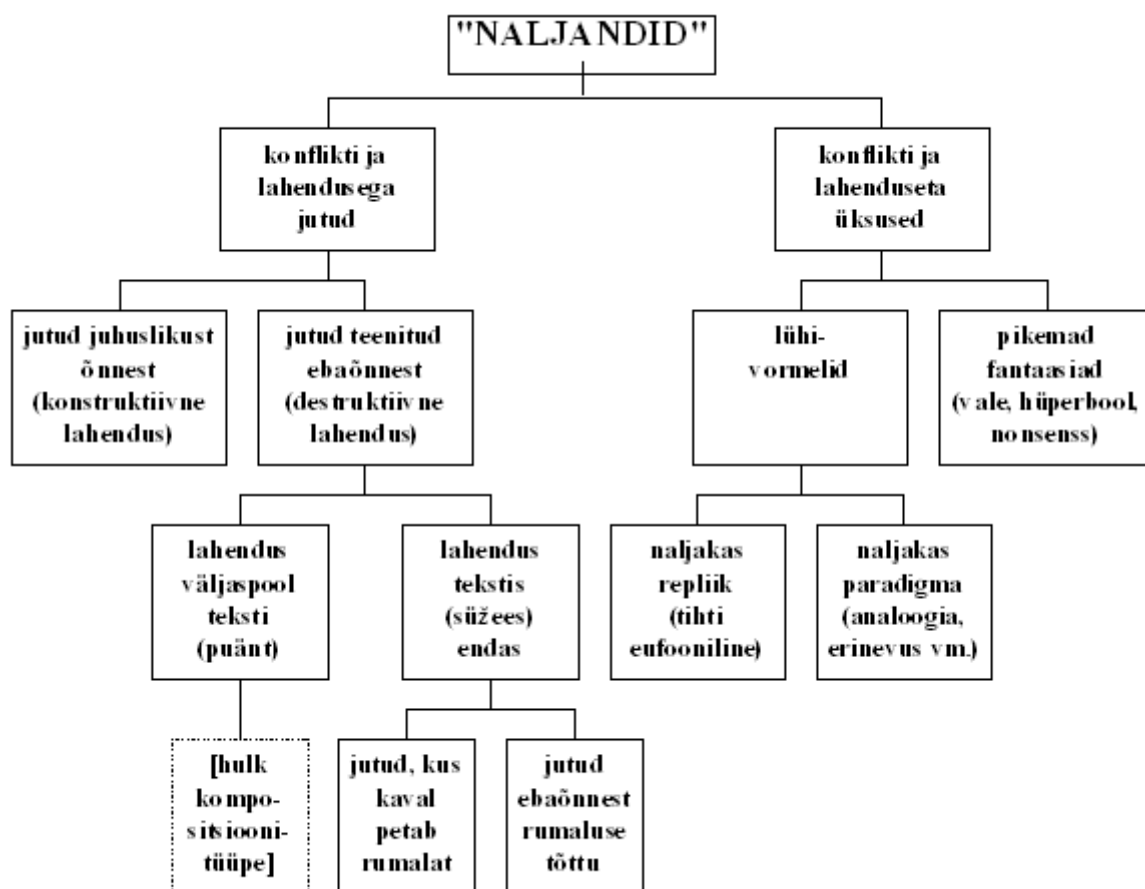 "NALJANDID"
konflikti ja
lahendusega
jutud
konflikti ja
lahenduseta
üksused
jutud juhuslikust
õnnest
(konstruktiivne
lahendus)
jutud teenitud
ebaõnnest
(destruktiivne
lahendus)
lühi-
vormelid
pikemad
fantaasiad
(vale, hüperbool,
nonsenss)
lahendus
väljaspool
teksti
(puänt)
lahendus
tekstis
(süžees)
endas
naljakas
repliik
(tihti
eufooniline)
naljakas
paradigma
(analoogia,
erinevus vm.)
[hulk
kompo-
sitsiooni-
tüüpe]
jutud, kus
kaval
petab
rumalat
jutud
ebaõnnest
rumaluse
tõttu